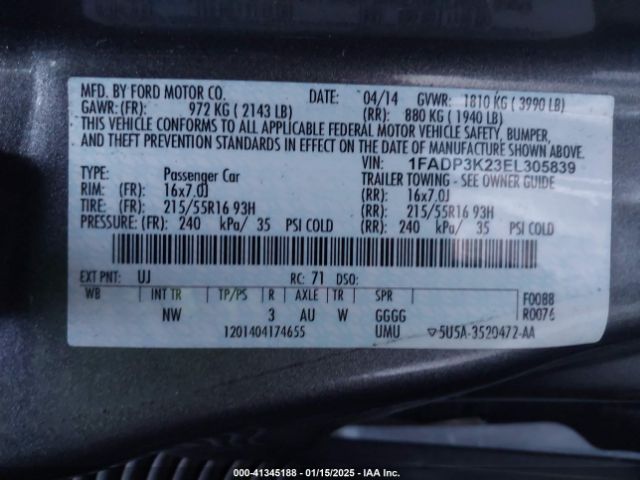 MFD. BY FORD MOTOR CO. DATE: 04/14 GVWR: 1810 KG ( 3990 LB)
GAWR: (FR) 972 KG ( 2143 LB) (RR): 880 KG ( 1940 LB)
THIS VEHICLE CONFORMS TO ALL APPLICABLE FEDERAL MOTOR VEHICLE SAFETY, BUMPER,
AND THEFT PREVENTION STANDARDS IN EFFECT ON THE DATE OF MANUFACTURE SHOWN ABOVE.
VIN: 1FADP3K23EL305839
TYPE: Passenger Car TRAILER TOWING - SEE OWNER GUIDE
RIM: (FR): 16x7.0J (RR): 16x7.0J
TIRE: (FR): 215/55R16 93H (RR): 215/55R16 93H
PRESSURE: (FR): 240 kPa/ 35 PSI COLD (RR): 240 kPa/ 35 PSI COLD
EXT PNT: UJ RC: 71 DSO:
WB INT TR TP/PS R AXLE TR SPR F0088
NW 3 AU W GGGG R0076
1201404174655 UMU ▽5U5A-3520472-AA
000-41345188 - 01/15/2025 - IAA Inc.